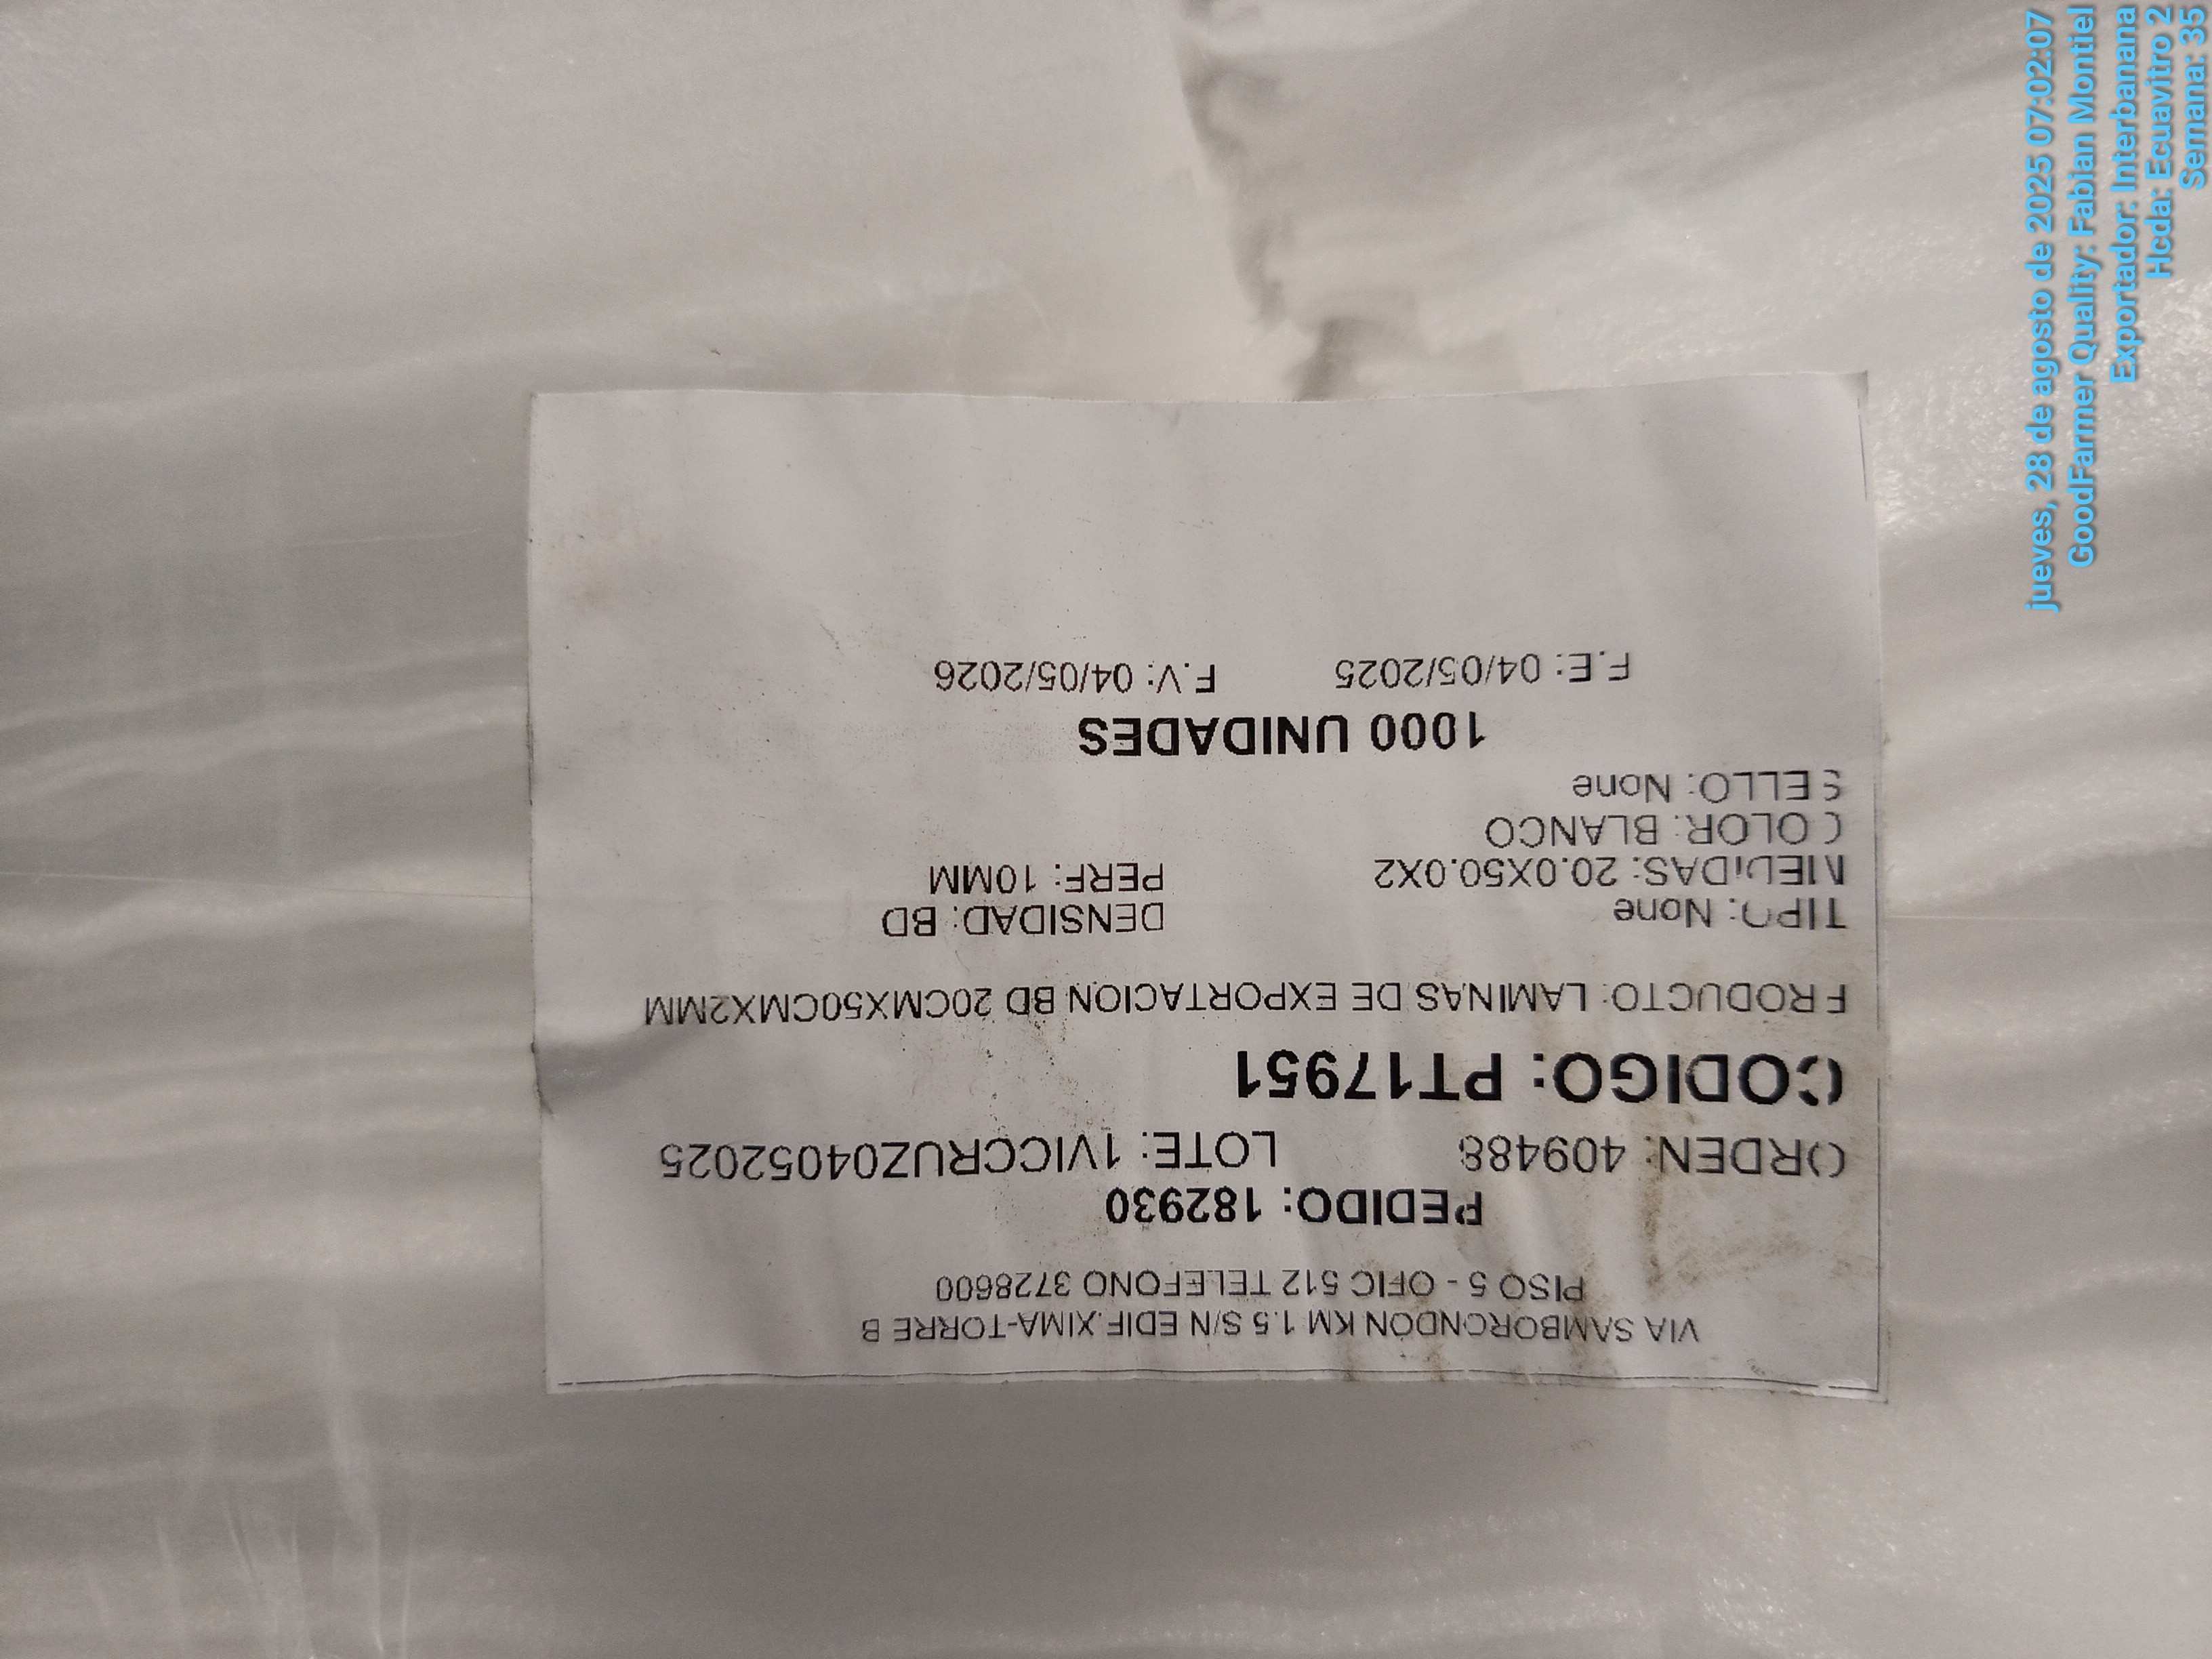 VIA SAMBORONDON KM 1.5 S/N EDIF.XIMA-TORRE B
PISO 5 - OFIC 512 TELEFONO 3728600
PEDIDO: 182930
ORDEN: 409488 LOTE: 1VICCRUZ04052025
CODIGO: PT17951
PRODUCTO: LAMINAS DE EXPORTACION BD 20CMX50CMX2MM
TIPO: None DENSIDAD: BD
MEDIDAS: 20.0X50.0X2 PERF: 10MM
COLOR: BLANCO
SELLO: None
1000 UNIDADES
F.E: 04/05/2025 F.V: 04/05/2026
jueves, 28 de agosto de 2025 07:02:07
GoodFarmer Quality: Fabian Montiel
Exportador: Interbanana
Hcda: Ecuavitro 2
Semana: 35